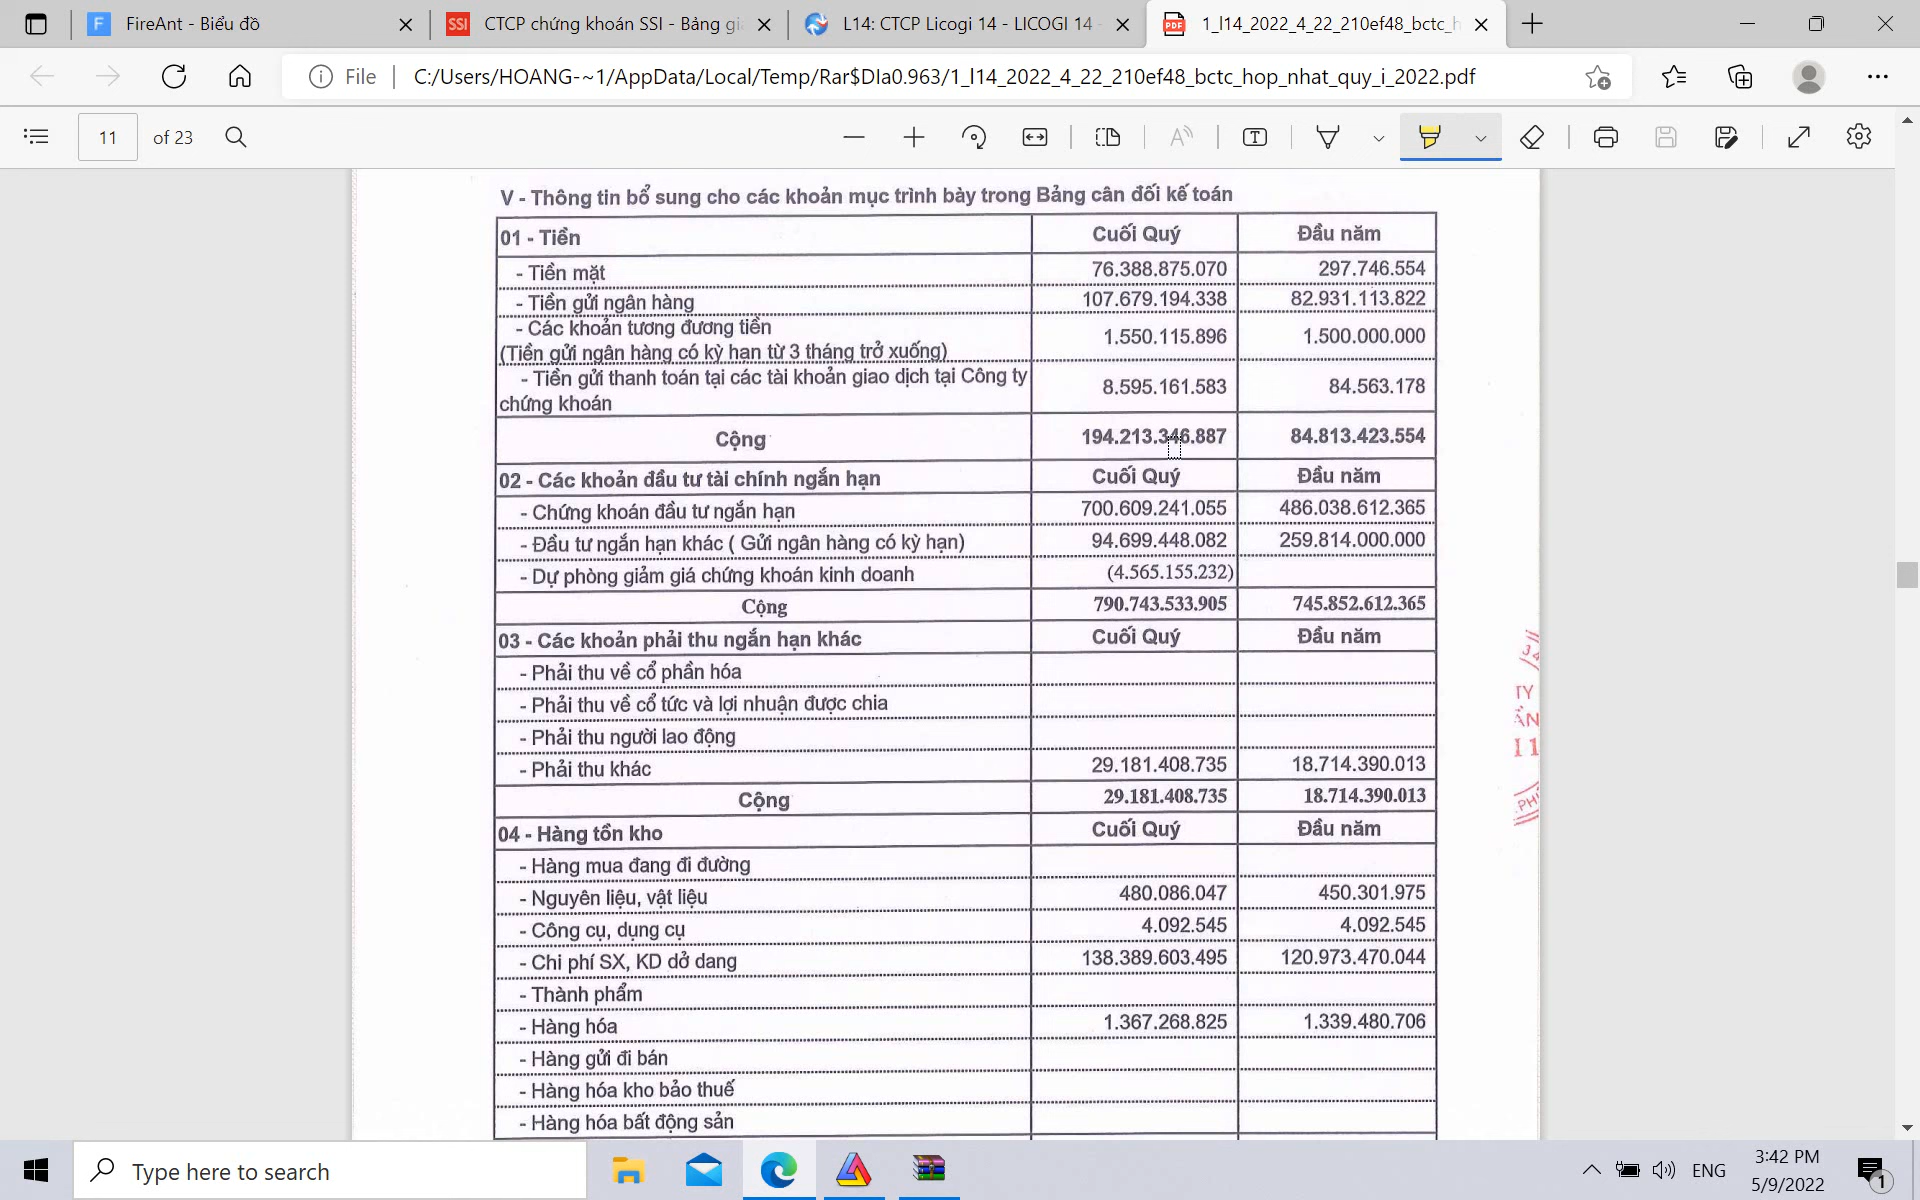 FireAnt - Biểu đồ
SSI CTCP chứng khoán SSI - Bảng gi
L14: CTCP Licogi 14 - LICOGI 14 -
PDF 1_l14_2022_4_22_210ef48_bctc_h
File C:/Users/HOANG-~1/AppData/Local/Temp/Rar$DIa0.963/1_l14_2022_4_22_210ef48_bctc_hop_nhat_quy_i_2022.pdf
11 of 23
V - Thông tin bổ sung cho các khoản mục trình bày trong Bảng cân đối kế toán
01 - Tiền Cuối Quý Đầu năm
- Tiền mặt 76.388.875.070 297.746.554
- Tiền gửi ngân hàng 107.679.194.338 82.931.113.822
- Các khoản tương đương tiền
(Tiền gửi ngân hàng có kỳ hạn từ 3 tháng trở xuống) 1.550.115.896 1.500.000.000
- Tiền gửi thanh toán tại các tài khoản giao dịch tại Công ty
chứng khoán 8.595.161.583 84.563.178
Cộng 194.213.346.887 84.813.423.554
02 - Các khoản đầu tư tài chính ngắn hạn Cuối Quý Đầu năm
- Chứng khoán đầu tư ngắn hạn 700.609.241.055 486.038.612.365
- Đầu tư ngắn hạn khác ( Gửi ngân hàng có kỳ hạn) 94.699.448.082 259.814.000.000
- Dự phòng giảm giá chứng khoán kinh doanh (4.565.155.232)
Cộng 790.743.533.905 745.852.612.365
03 - Các khoản phải thu ngắn hạn khác Cuối Quý Đầu năm
- Phải thu về cổ phần hóa
- Phải thu về cổ tức và lợi nhuận được chia
- Phải thu người lao động
- Phải thu khác 29.181.408.735 18.714.390.013
Cộng 29.181.408.735 18.714.390.013
04 - Hàng tồn kho Cuối Quý Đầu năm
- Hàng mua đang đi đường
- Nguyên liệu, vật liệu 480.086.047 450.301.975
- Công cụ, dụng cụ 4.092.545 4.092.545
- Chi phí SX, KD dở dang 138.389.603.495 120.973.470.044
- Thành phẩm
- Hàng hóa 1.367.268.825 1.339.480.706
- Hàng gửi đi bán
- Hàng hóa kho bảo thuế
- Hàng hóa bất động sản
Type here to search
ENG
3:42 PM
5/9/2022
1